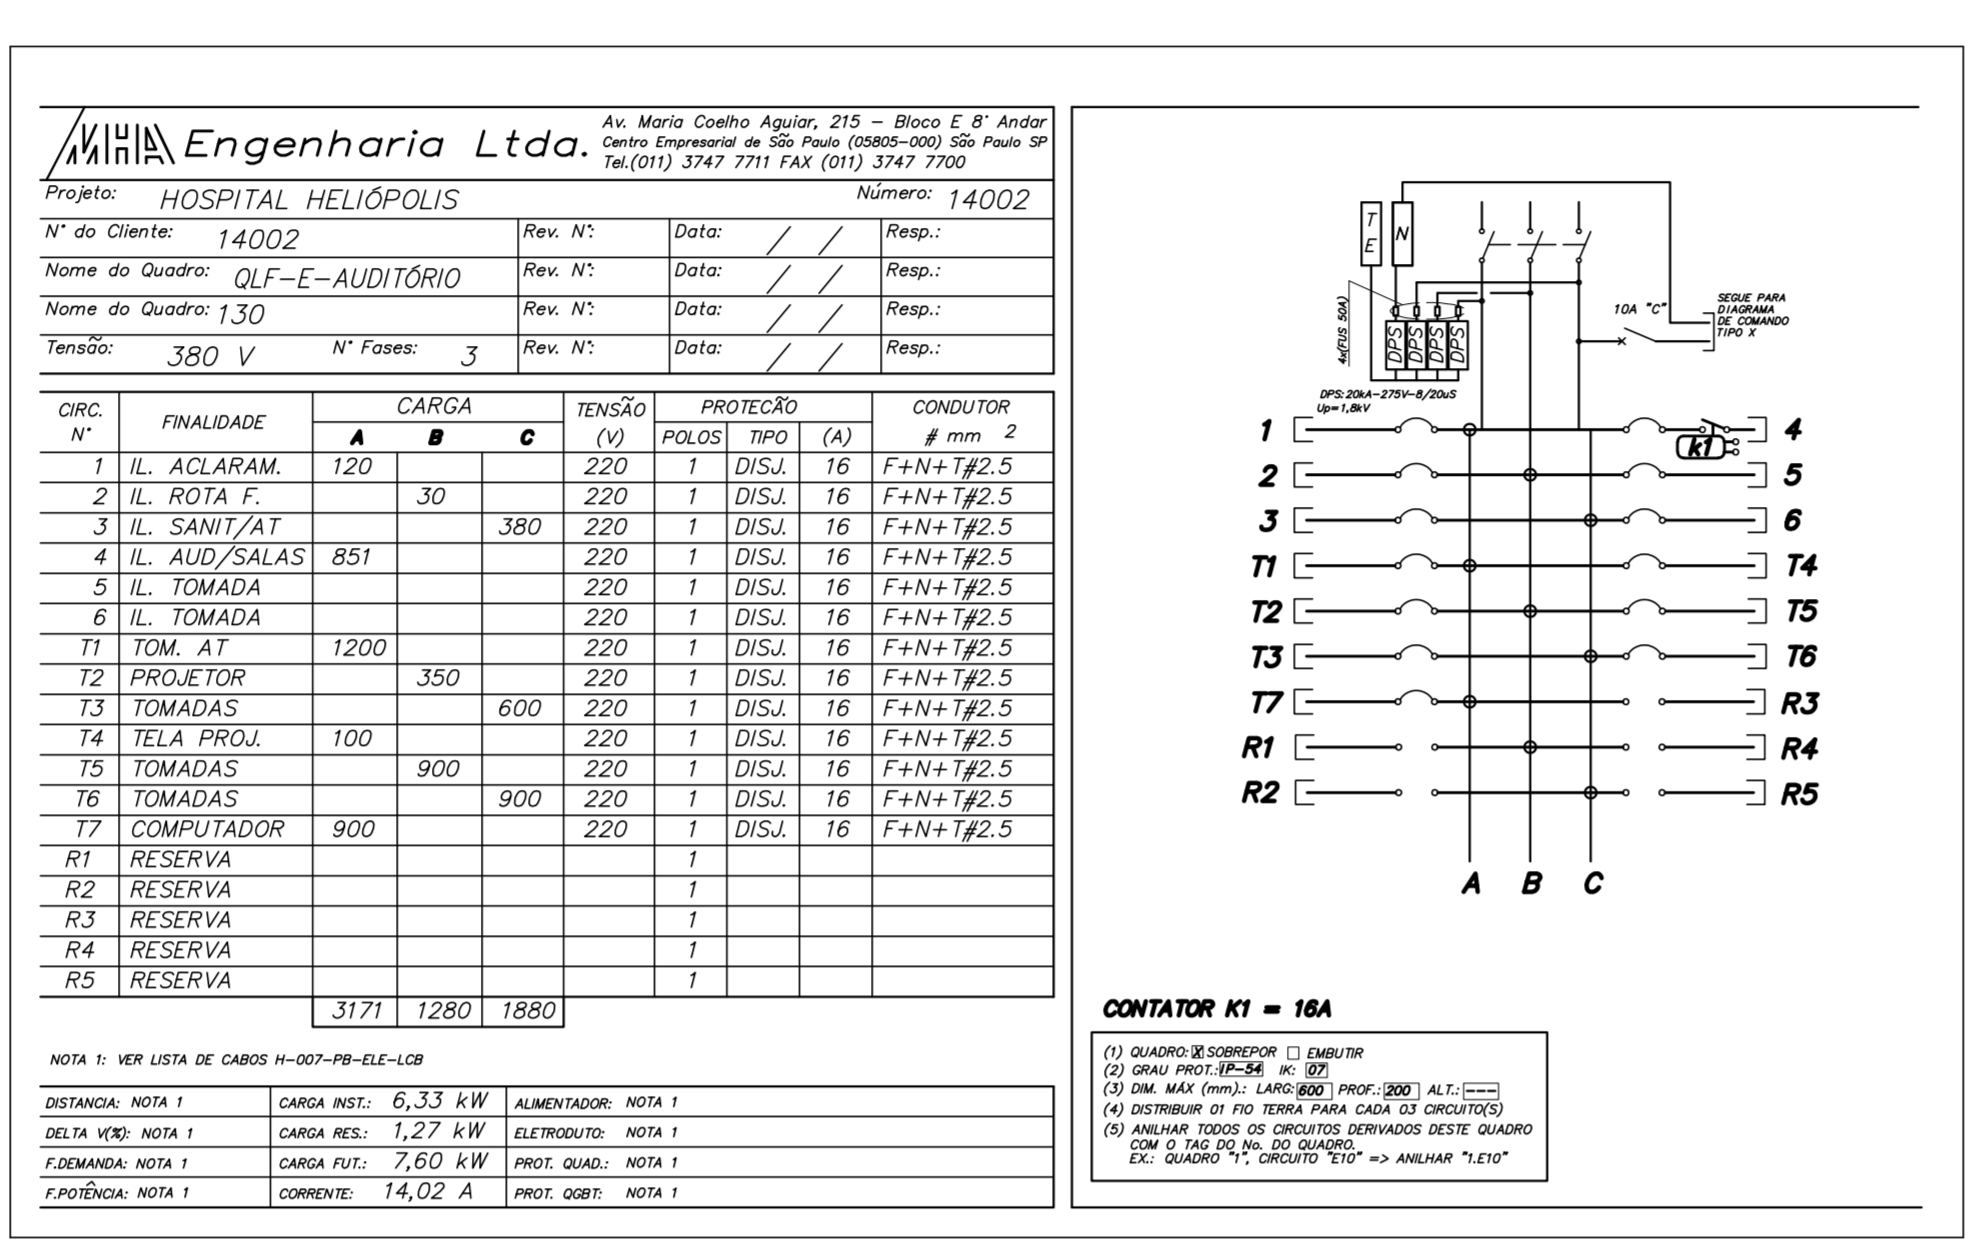 MHA Engenharia Ltda.
Av. Maria Coelho Aguiar, 215 – Bloco E 8° Andar
Centro Empresarial de São Paulo (05805–000) São Paulo SP
Tel.(011) 3747 7711 FAX (011) 3747 7700
Projeto: HOSPITAL HELIÓPOLIS Número: 14002
N° do Cliente: 14002 Rev. N°: Data: / / Resp.:
Nome do Quadro: QLF–E–AUDITÓRIO Rev. N°: Data: / / Resp.:
Nome do Quadro: 130 Rev. N°: Data: / / Resp.:
Tensão: 380 V N° Fases: 3 Rev. N°: Data: / / Resp.:
CIRC. N° FINALIDADE CARGA TENSÃO (V) PROTECÃO CONDUTOR # mm 2
A B C POLOS TIPO (A)
1 IL. ACLARAM. 120 220 1 DISJ. 16 F+N+T#2.5
2 IL. ROTA F. 30 220 1 DISJ. 16 F+N+T#2.5
3 IL. SANIT/AT 380 220 1 DISJ. 16 F+N+T#2.5
4 IL. AUD/SALAS 851 220 1 DISJ. 16 F+N+T#2.5
5 IL. TOMADA 220 1 DISJ. 16 F+N+T#2.5
6 IL. TOMADA 220 1 DISJ. 16 F+N+T#2.5
T1 TOM. AT 1200 220 1 DISJ. 16 F+N+T#2.5
T2 PROJETOR 350 220 1 DISJ. 16 F+N+T#2.5
T3 TOMADAS 600 220 1 DISJ. 16 F+N+T#2.5
T4 TELA PROJ. 100 220 1 DISJ. 16 F+N+T#2.5
T5 TOMADAS 900 220 1 DISJ. 16 F+N+T#2.5
T6 TOMADAS 900 220 1 DISJ. 16 F+N+T#2.5
T7 COMPUTADOR 900 220 1 DISJ. 16 F+N+T#2.5
R1 RESERVA 1
R2 RESERVA 1
R3 RESERVA 1
R4 RESERVA 1
R5 RESERVA 1
3171 1280 1880
NOTA 1: VER LISTA DE CABOS H–007–PB–ELE–LCB
DISTANCIA: NOTA 1 CARGA INST.: 6,33 kW ALIMENTADOR: NOTA 1
DELTA V(%): NOTA 1 CARGA RES.: 1,27 kW ELETRODUTO: NOTA 1
F.DEMANDA: NOTA 1 CARGA FUT.: 7,60 kW PROT. QUAD.: NOTA 1
F.POTÊNCIA: NOTA 1 CORRENTE: 14,02 A PROT. QGBT: NOTA 1
TE
N
4x(FUS 50A)
DPS DPS DPS DPS
10A "C"
SEGUE PARA
DIAGRAMA
DE COMANDO
TIPO X
DPS:20kA–275V–8/20uS
Up=1,8kV
1 4
k1
2 5
3 6
T1 T4
T2 T5
T3 T6
T7 R3
R1 R4
R2 R5
A B C
CONTATOR K1 = 16A
(1) QUADRO: X SOBREPOR EMBUTIR
(2) GRAU PROT.: IP–54 IK: 07
(3) DIM. MÁX (mm).: LARG: 600 PROF.: 200 ALT.: –––
(4) DISTRIBUIR 01 FIO TERRA PARA CADA 03 CIRCUITO(S)
(5) ANILHAR TODOS OS CIRCUITOS DERIVADOS DESTE QUADRO
COM O TAG DO No. DO QUADRO.
EX.: QUADRO "1", CIRCUITO "E10" => ANILHAR "1.E10"